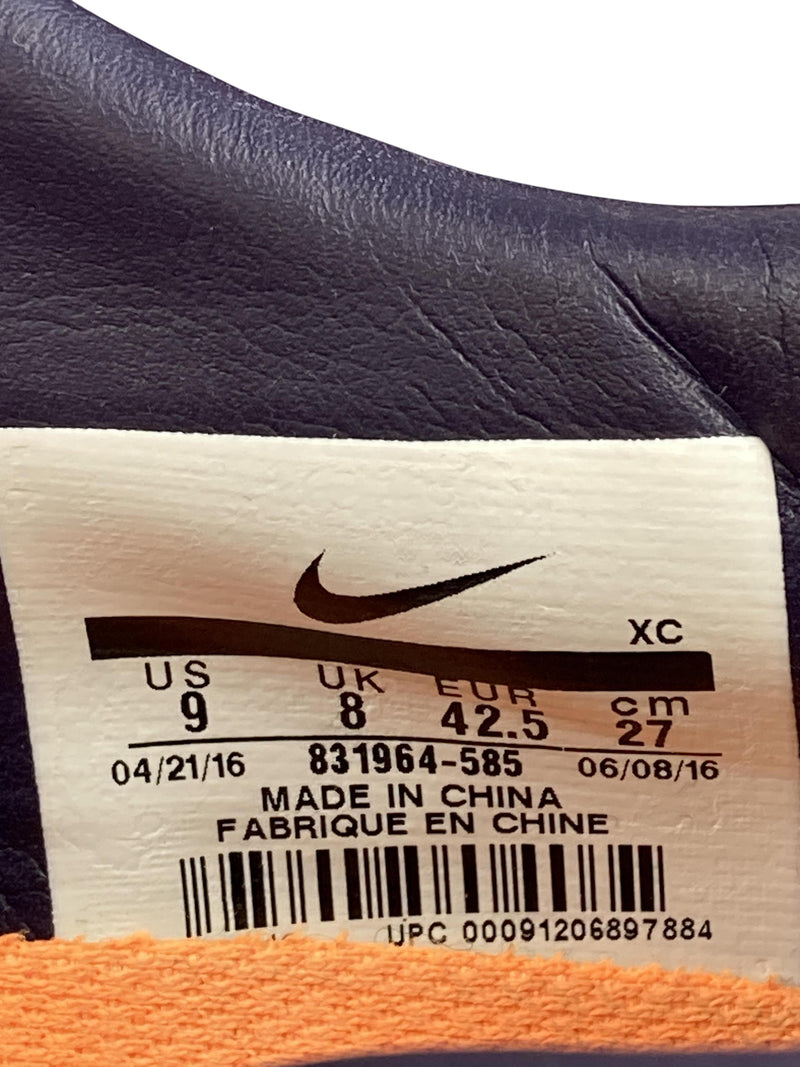 XC
US UK EUR cm
9 8 42.5 27
04/21/16 831964-585 06/08/16
MADE IN CHINA
FABRIQUE EN CHINE
UPC 00091206897884